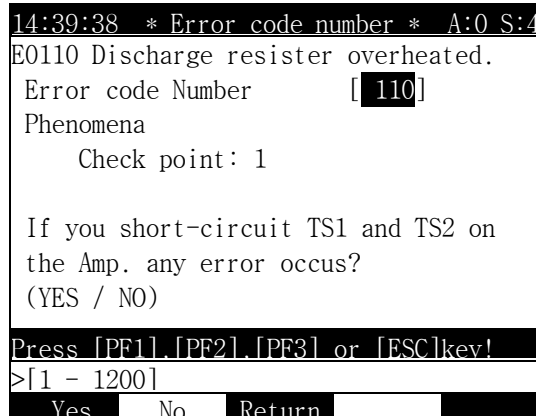 14:39:38 * Error code number * A:0 S:4
E0110 Discharge resister overheated.
Error code Number [ 110]
Phenomena
Check point: 1
If you short-circuit TS1 and TS2 on
the Amp. any error occus?
(YES / NO)
Press [PF1].[PF2].[PF3] or [ESC]key!
>[1 - 1200]
Yes No Return